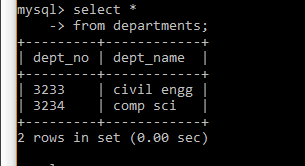 mysql> select *
    -> from departments;
+---------+------------+
| dept_no | dept_name  |
+---------+------------+
| 3233    | civil engg |
| 3234    | comp sci   |
+---------+------------+
2 rows in set (0.00 sec)